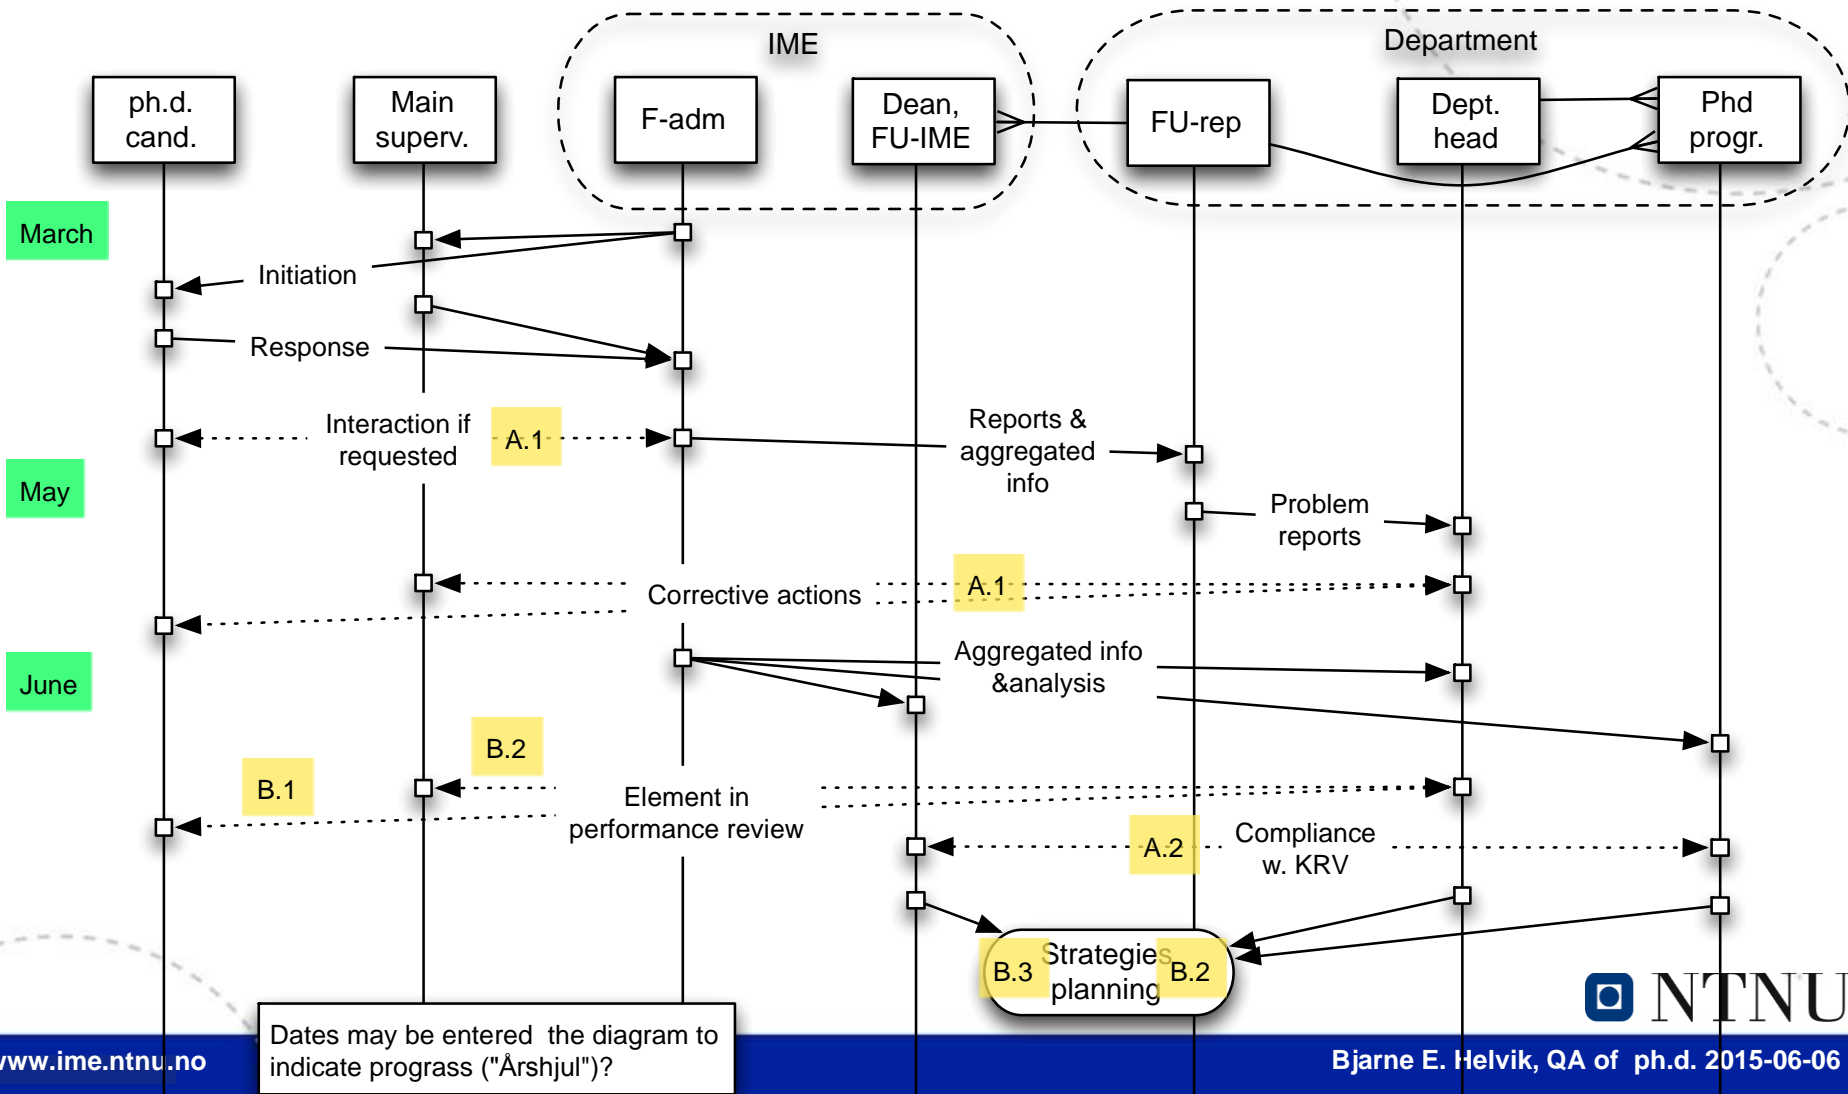 IME
Department
ph.d.
cand.
Main
superv.
F-adm
Dean,
FU-IME
FU-rep
Dept.
head
Phd
progr.
March
Initiation
Response
Interaction if
requested
A.1
Reports &
aggregated
info
May
Problem
reports
Corrective actions
A.1
June
Aggregated info
&analysis
B.2
B.1
Element in
performance review
A.2
Compliance
w. KRV
B.3
Strategies
planning
B.2
NTNU
Dates may be entered  the diagram to
indicate prograss ("Årshjul")?
www.ime.ntnu.no
Bjarne E. Helvik, QA of  ph.d. 2015-06-06